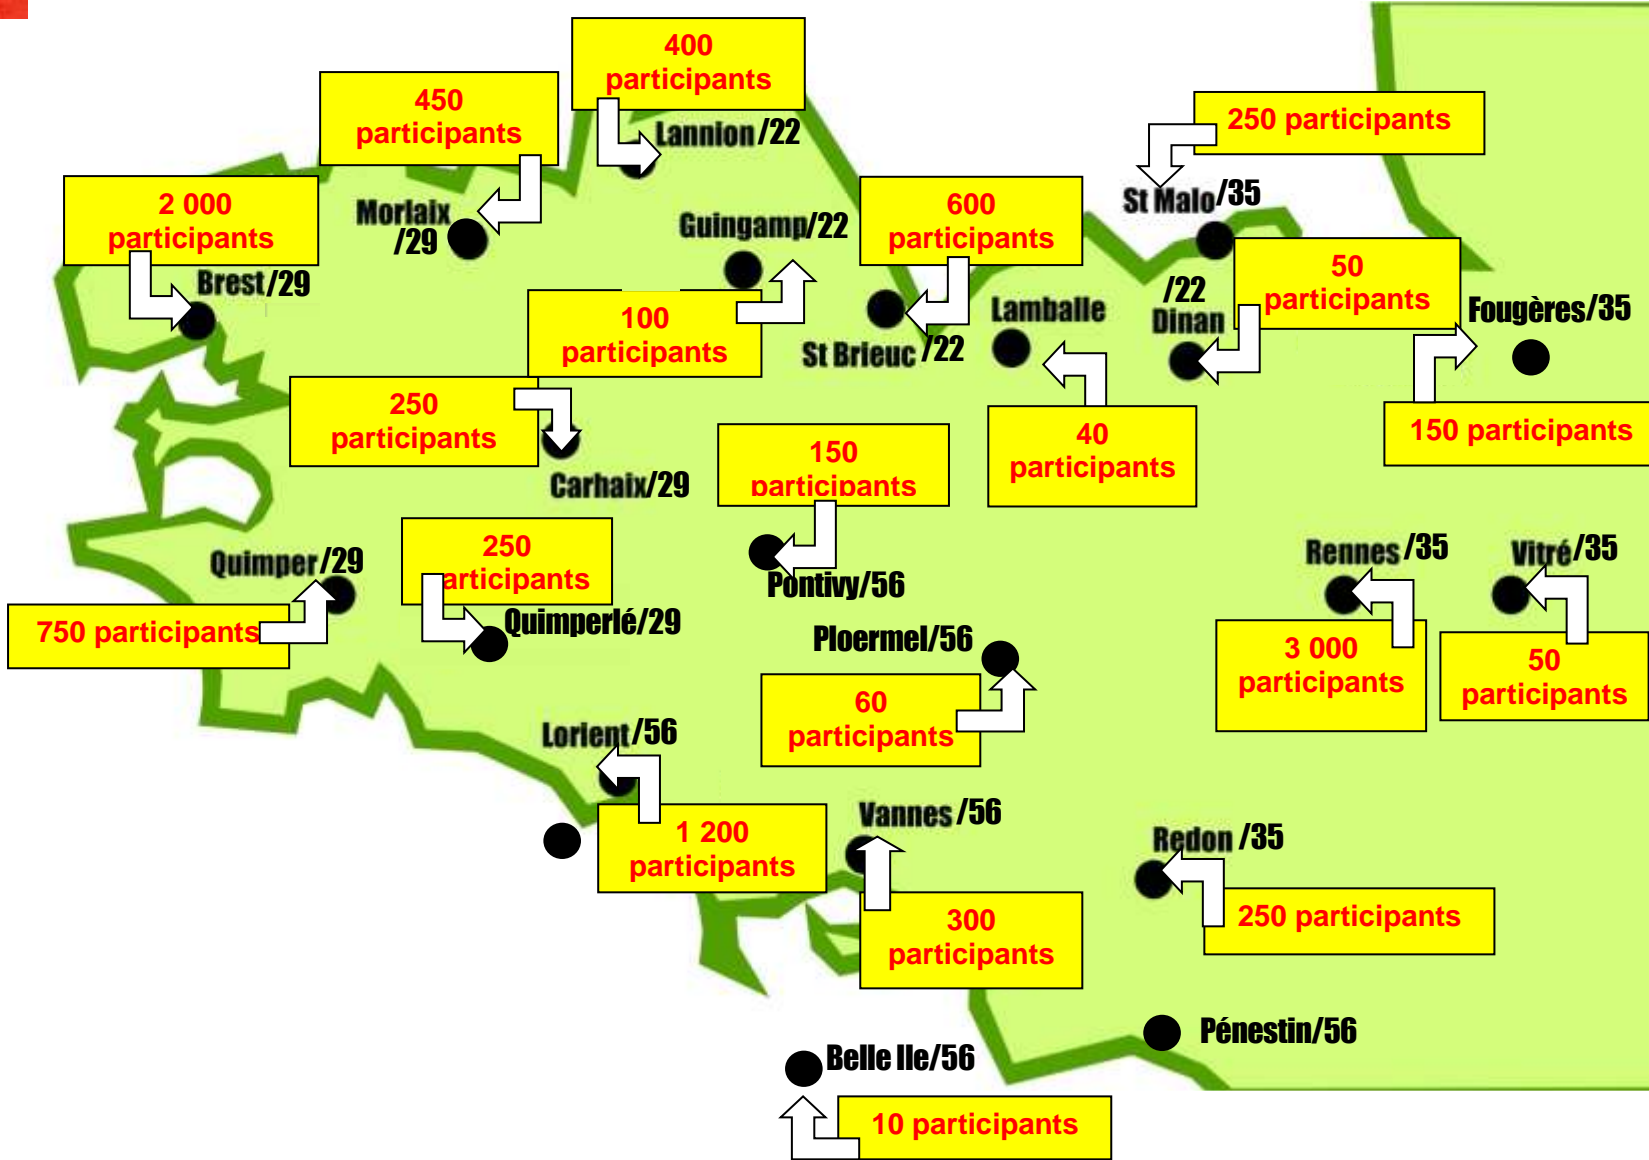 400
participants
450
participants
Lannion /22
250 participants
2 000
participants
Morlaix
/29
Guingamp/22
600
participants
St Malo/35
Brest/29
50
participants
/22
Dinan
Fougères/35
100
participants
St Brieuc /22
Lamballe
250
participants
Carhaix/29
150
participants
40
participants
150 participants
Quimper/29
250
articipants
Pontivy/56
Rennes /35
Vitré/35
750 participants
Quimperlé/29
Ploermel/56
3 000
participants
50
participants
60
participants
Lorient/56
1 200
participants
Vannes /56
Redon /35
300
participants
250 participants
Pénestin/56
Belle Ile/56
10 participants